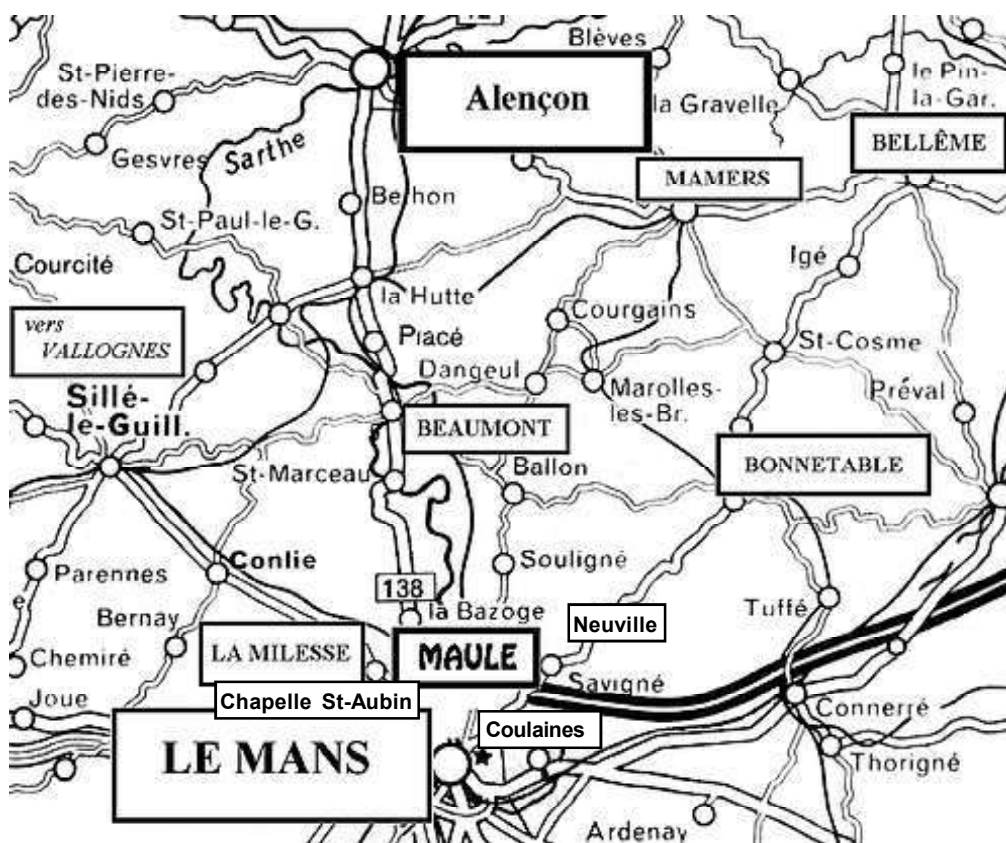 Blèves
St-Pierre-
des-Nids
Alençon
la Gravelle
le Pin-
la-Gar.
BELLÊME
Gesvres
Sarthe
MAMERS
Berhon
St-Paul-le-G.
Courcité
Igé
la Hutte
Courgains
vers
VALLOGNES
Piacé
St-Cosme
Dangeul
Marolles-
les-Br.
Préval
Sillé-
le-Guill.
BEAUMONT
BONNETABLE
St-Marceau
Ballon
Conlie
Souligné
Parennes
138
la Bazoge
Tuffé
e
Bernay
Neuville
LA MILESSE
MAULE
Chemiré
Savigné
Joue
Chapelle St-Aubin
Connerré
Coulaines
LE MANS
Thorigné
Ardenay